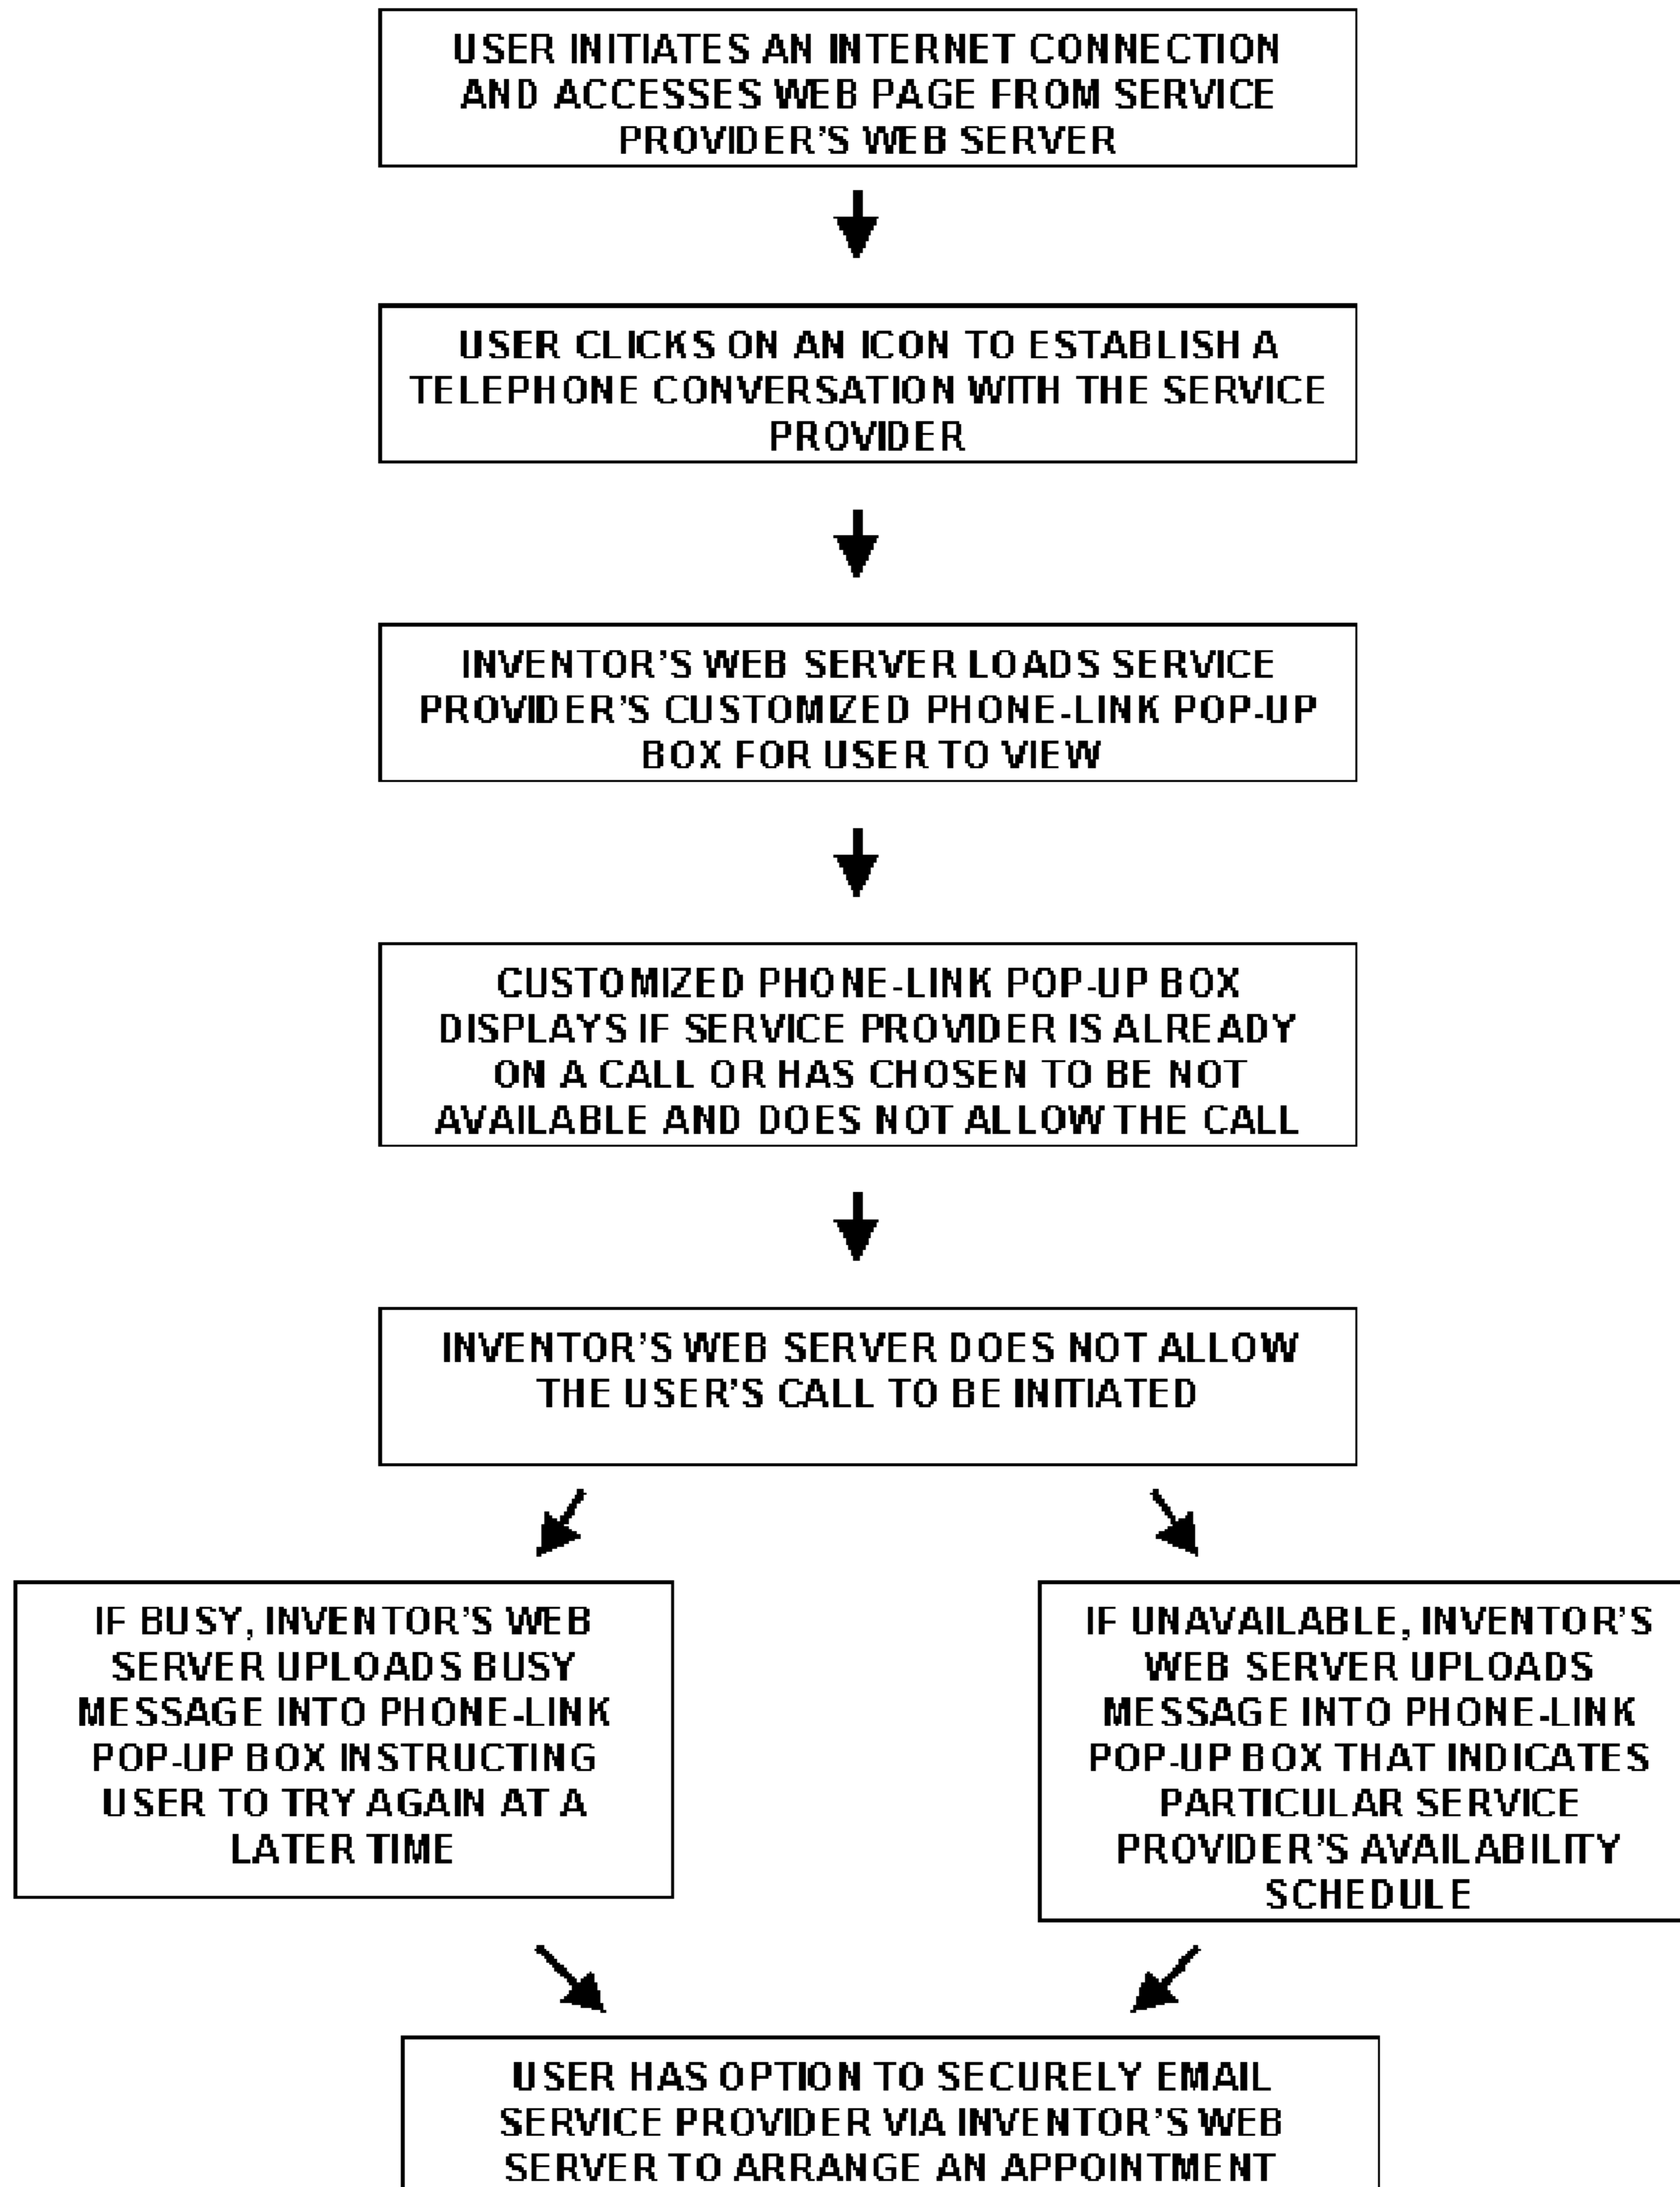 USER INITIATES AN INTERNET CONNECTION
AND ACCESSES WEB PAGE FROM SERVICE
PROVIDER'S WEB SERVER
USER CLICKS ON AN ICON TO ESTABLISH A
TELEPHONE CONVERSATION WITH THE SERVICE
PROVIDER
INVENTOR'S WEB SERVER LOADS SERVICE
PROVIDER'S CUSTOMIZED PHONE-LINK POP-UP
BOX FOR USER TO VIEW
CUSTOMIZED PHONE-LINK POP-UP BOX
DISPLAYS IF SERVICE PROVIDER IS ALREADY
ON A CALL OR HAS CHOSEN TO BE NOT
AVAILABLE AND DOES NOT ALLOW THE CALL
INVENTOR'S WEB SERVER DOES NOT ALLOW
THE USER'S CALL TO BE INITIATED
IF BUSY, INVENTOR'S WEB
SERVER UPLOADS BUSY
MESSAGE INTO PHONE-LINK
POP-UP BOX INSTRUCTING
USER TO TRY AGAIN AT A
LATER TIME
IF UNAVAILABLE, INVENTOR'S
WEB SERVER UPLOADS
MESSAGE INTO PHONE-LINK
POP-UP BOX THAT INDICATES
PARTICULAR SERVICE
PROVIDER'S AVAILABILITY
SCHEDULE
USER HAS OPTION TO SECURELY EMAIL
SERVICE PROVIDER VIA INVENTOR'S WEB
SERVER TO ARRANGE AN APPOINTMENT